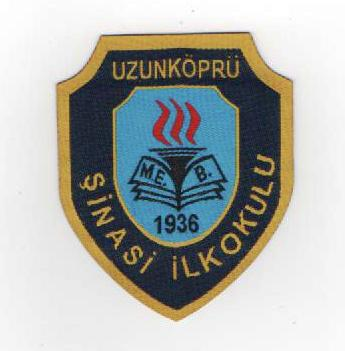 UZUNKÖPRÜ
M.E. B.
1936
ŞİNASİ İLKOKULU